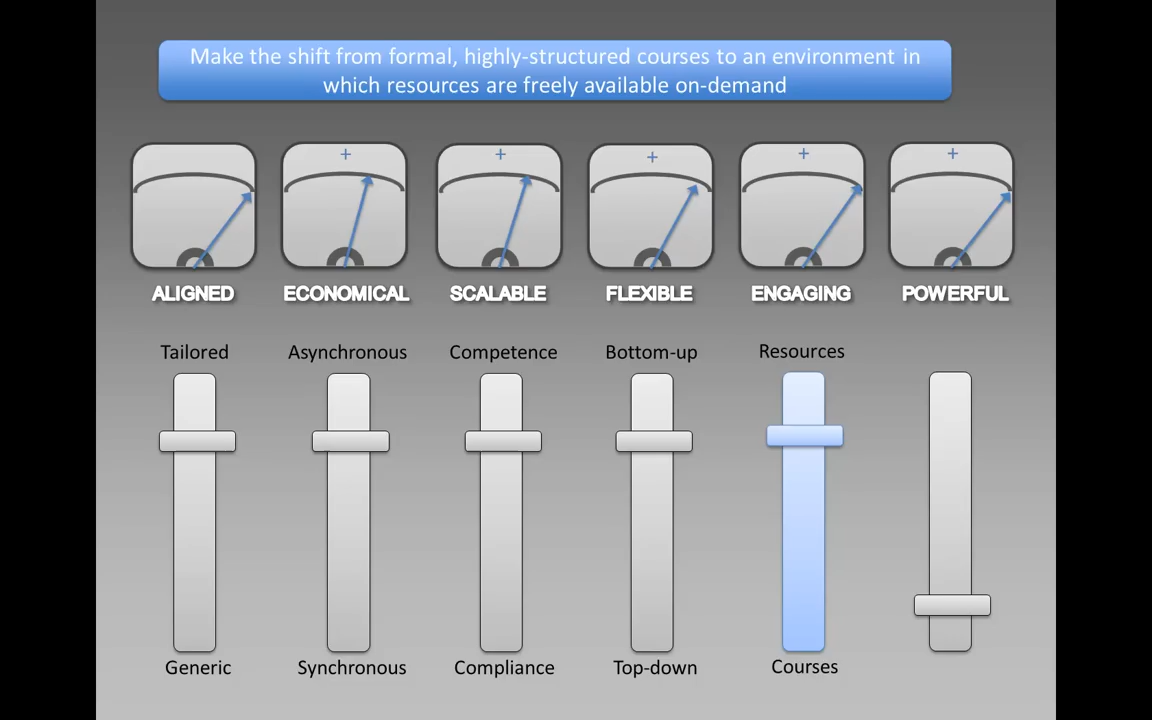 Make the shift from formal, highly-structured courses to an environment in
which resources are freely available on-demand
+ + + + +
ALIGNED ECONOMICAL SCALABLE FLEXIBLE ENGAGING POWERFUL
Tailored Asynchronous Competence Bottom-up Resources
Generic Synchronous Compliance Top-down Courses